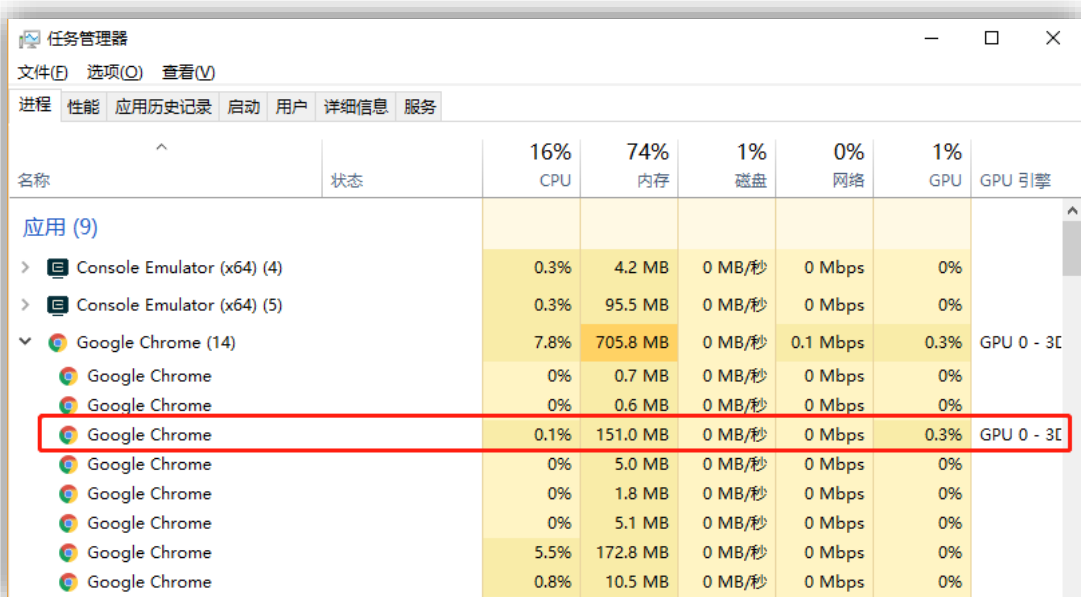 任务管理器
文件(F) 选项(O) 查看(V)
进程 性能 应用历史记录 启动 用户 详细信息 服务
16% 74% 1% 0% 1%
名称 状态 CPU 内存 磁盘 网络 GPU GPU 引擎
应用 (9)
Console Emulator (x64) (4) 0.3% 4.2 MB 0 MB/秒 0 Mbps 0%
Console Emulator (x64) (5) 0.3% 95.5 MB 0 MB/秒 0 Mbps 0%
Google Chrome (14) 7.8% 705.8 MB 0 MB/秒 0.1 Mbps 0.3% GPU 0 - 3D
Google Chrome 0% 0.7 MB 0 MB/秒 0 Mbps 0%
Google Chrome 0% 0.6 MB 0 MB/秒 0 Mbps 0%
Google Chrome 0.1% 151.0 MB 0 MB/秒 0 Mbps 0.3% GPU 0 - 3D
Google Chrome 0% 5.0 MB 0 MB/秒 0 Mbps 0%
Google Chrome 0% 1.8 MB 0 MB/秒 0 Mbps 0%
Google Chrome 0% 5.1 MB 0 MB/秒 0 Mbps 0%
Google Chrome 5.5% 172.8 MB 0 MB/秒 0 Mbps 0%
Google Chrome 0.8% 10.5 MB 0 MB/秒 0 Mbps 0%